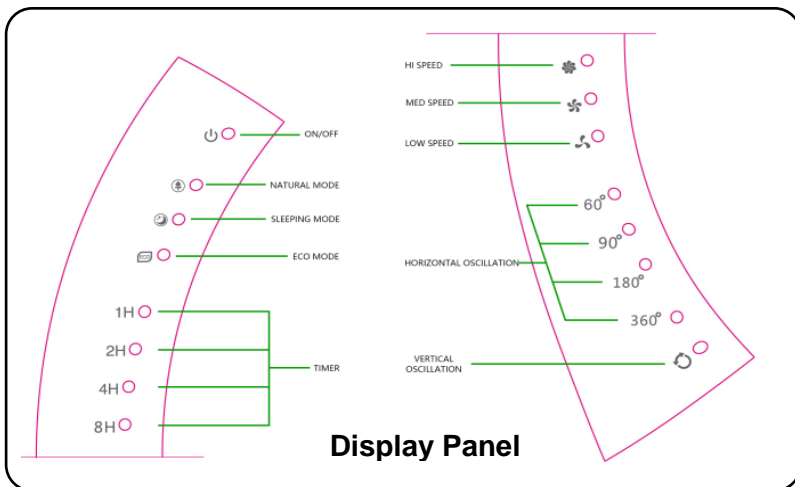 ON/OFF
NATURAL MODE
SLEEPING MODE
ECO
ECO MODE
1H
2H
4H
8H
TIMER
HI SPEED
MED SPEED
LOW SPEED
60°
90°
HORIZONTAL OSCILLATION
180°
360°
VERTICAL
OSCILLATION
Display Panel